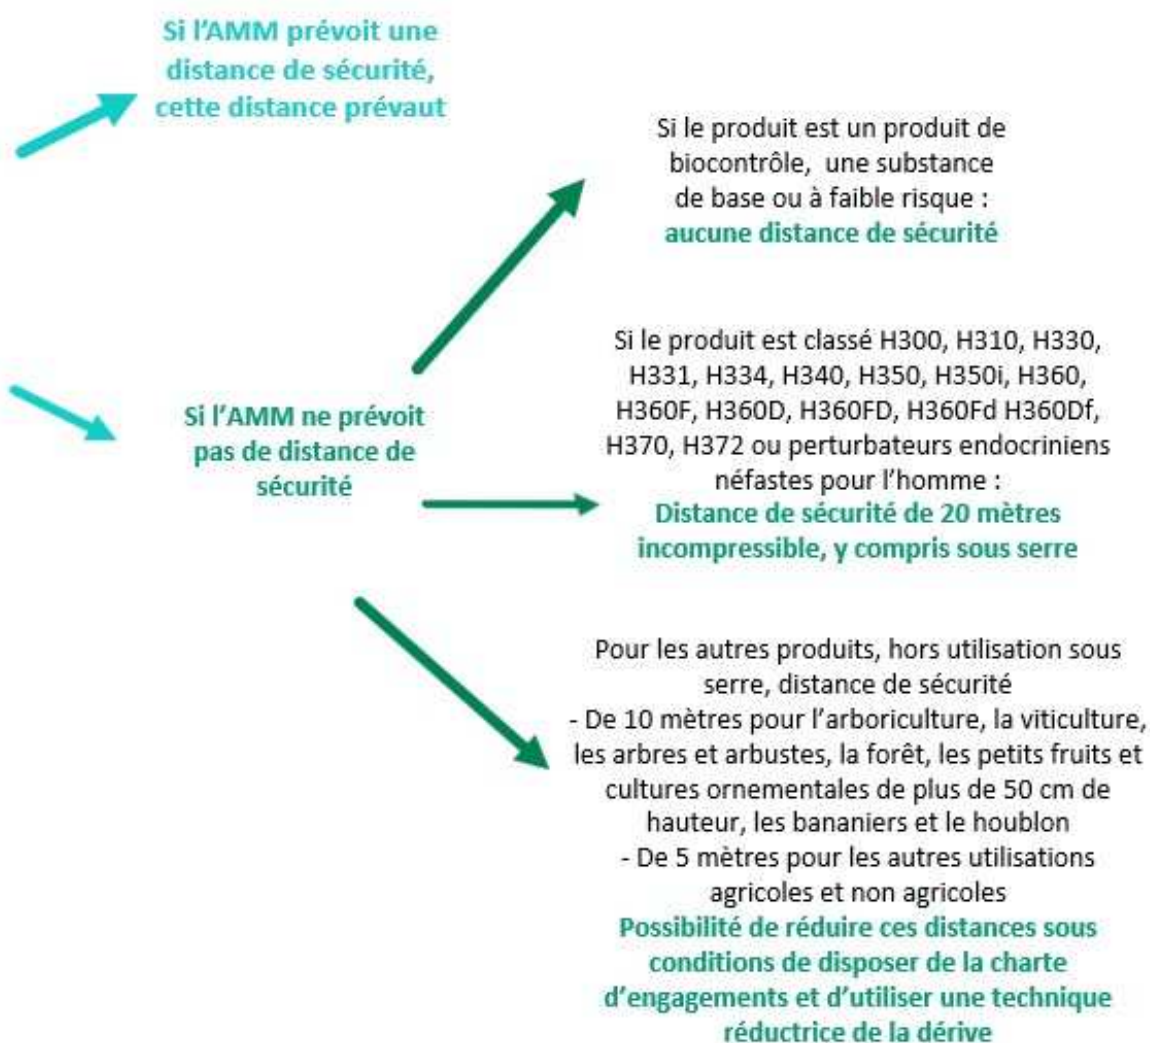 Si l'AMM prévoit une
distance de sécurité,
cette distance prévaut
Si le produit est un produit de
biocontrôle, une substance
de base ou à faible risque :
aucune distance de sécurité
Si l'AMM ne prévoit
pas de distance de
sécurité
Si le produit est classé H300, H310, H330,
H331, H334, H340, H350, H350i, H360,
H360F, H360D, H360FD, H360Fd H360Df,
H370, H372 ou perturbateurs endocriniens
néfastes pour l'homme :
Distance de sécurité de 20 mètres
incompressible, y compris sous serre
Pour les autres produits, hors utilisation sous
serre, distance de sécurité
- De 10 mètres pour l'arboriculture, la viticulture,
les arbres et arbustes, la forêt, les petits fruits et
cultures ornementales de plus de 50 cm de
hauteur, les bananiers et le houblon
- De 5 mètres pour les autres utilisations
agricoles et non agricoles
Possibilité de réduire ces distances sous
conditions de disposer de la charte
d'engagements et d'utiliser une technique
réductrice de la dérive